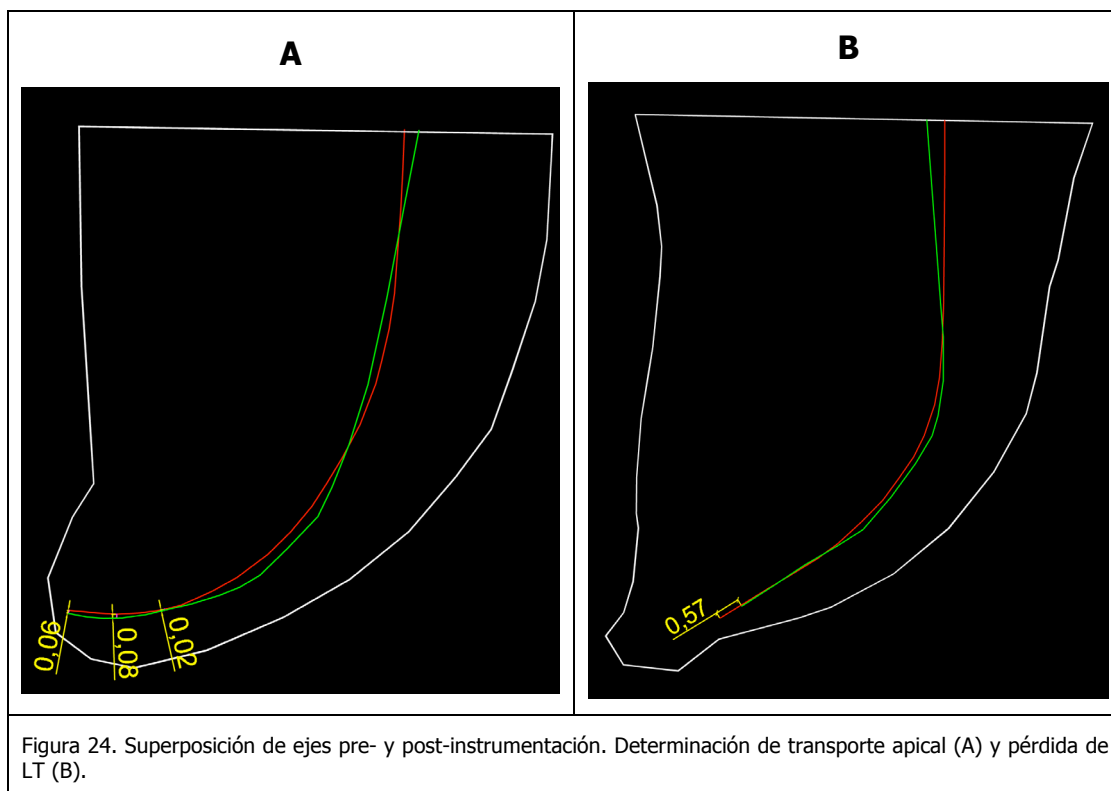 A
B
0,06
0,08
0,02
0,57
Figura 24. Superposición de ejes pre- y post-instrumentación. Determinación de transporte apical (A) y pérdida de
LT (B).